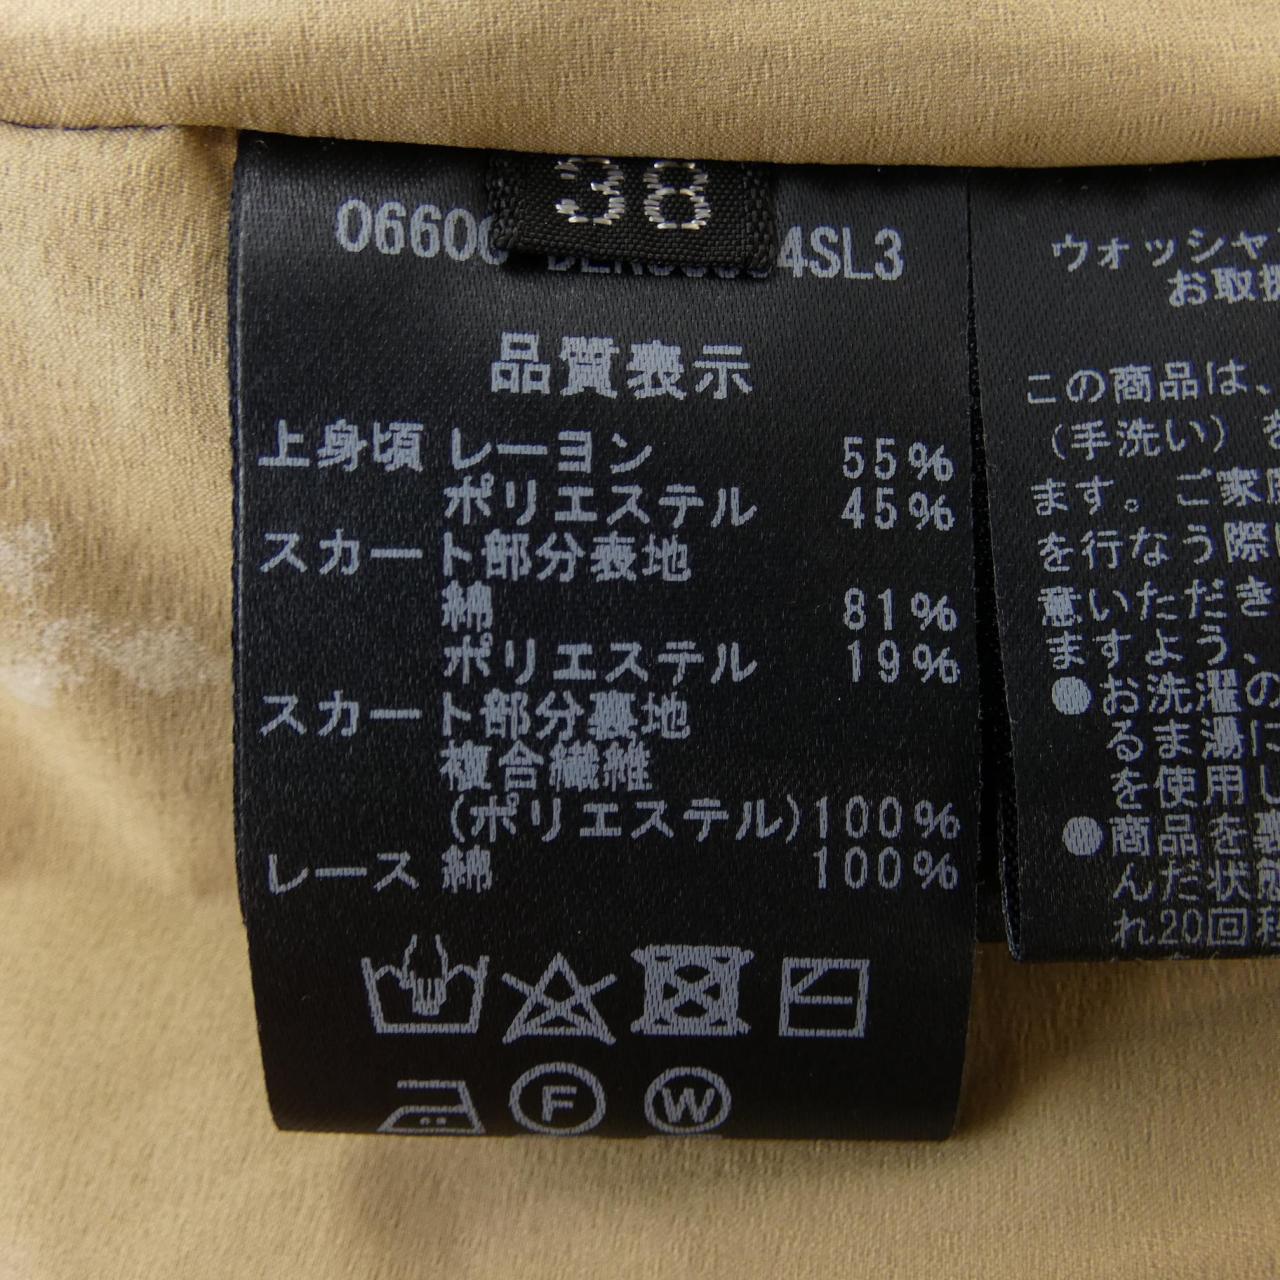 38
4SL3
品質表示
上身頃 レーヨン 55%
ポリエステル 45%
スカート部分表地
綿 81%
ポリエステル 19%
スカート部分裏地
複合繊維
(ポリエステル)100%
レース 綿 100%
F W
ウォッシャ
お取扱
この商品は、
（手洗い）
ます。ご家庭
を行なう際
意いただき
ますよう、
●お洗濯の
るま湯に
を使用し
●商品を裏
んだ状態
れ20回程